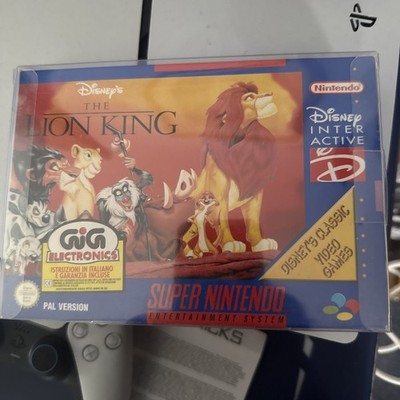 Disney's
THE
LION KING
Nintendo
Disney
INTER
ACTIVE
D
DISNEY'S CLASSIC
VIDEO
GAMES
GiG
ELECTRONICS
ISTRUZIONI IN ITALIANO
E GARANZIA INCLUSE
PAL VERSION
SUPER NINTENDO
ENTERTAINMENT SYSTEM